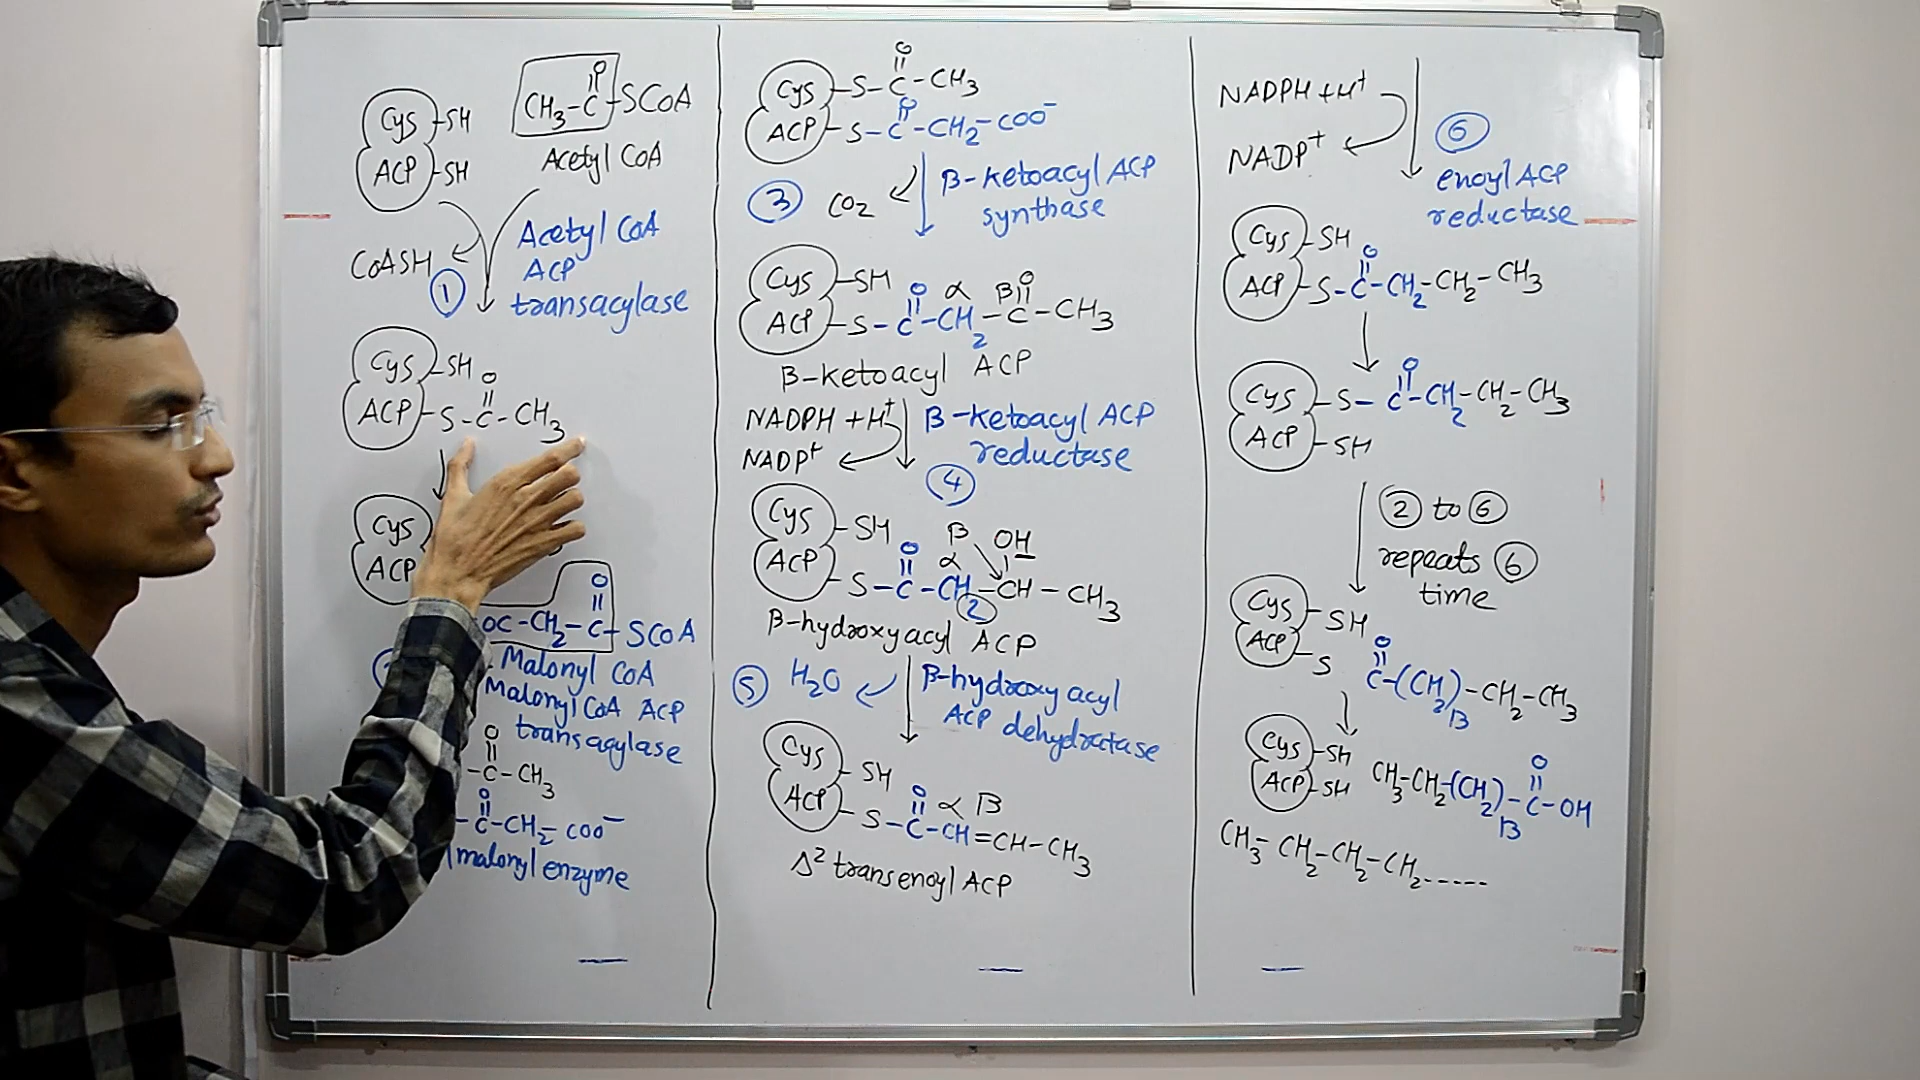 Cys-SH
ACP-SH
CH3-C-SCoA
O
Acetyl CoA
CoASH
①
Acetyl CoA
ACP
transacylase
Cys-SH
O
ACP-S-C-CH3
Cys
ACP
O
OC-CH2-C-SCoA
Malonyl CoA
Malonyl CoA ACP
transacylase
O
-C-CH3
O
-C-CH2-COO⁻
malonyl enzyme
O
Cys-S-C-CH3
O
ACP-S-C-CH2-COO⁻
③ CO2
β-ketoacyl ACP
synthase
Cys-SH
O α β O
ACP-S-C-CH2-C-CH3
β-ketoacyl ACP
NADPH+H⁺
NADP⁺
β-ketoacyl ACP
reductase
④
Cys-SH
O α β OH
ACP-S-C-CH2-CH-CH3
β-hydroxyacyl ACP
⑤ H2O
β-hydroxyacyl
ACP dehydratase
Cys-SH
O α β
ACP-S-C-CH=CH-CH3
Δ² transenoyl ACP
NADPH+H⁺
NADP⁺
⑥
enoyl ACP
reductase
Cys-SH
O
ACP-S-C-CH2-CH2-CH3
O
Cys-S-C-CH2-CH2-CH3
ACP-SH
② to ⑥
repeats ⑥
time
Cys-SH
ACP-S
O
C-(CH2)13-CH2-CH3
Cys-SH
ACP-SH
O
CH3-CH2-(CH2)13-C-OH
CH3-CH2-CH2-CH2-----